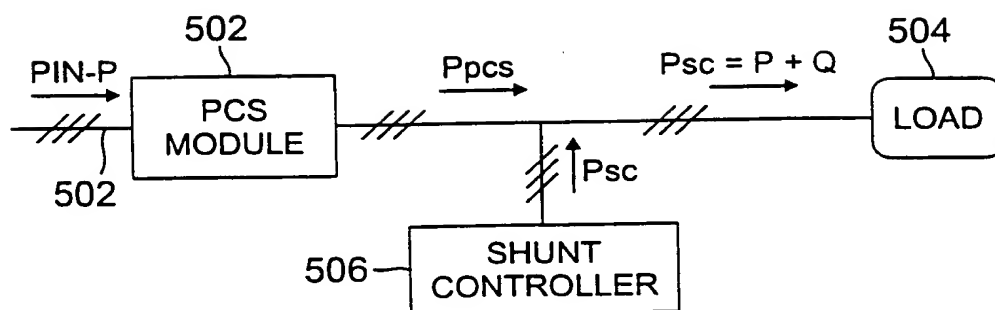 502
504
PIN-P
Ppcs
Psc = P + Q
PCS
MODULE
LOAD
502
Psc
506
SHUNT
CONTROLLER